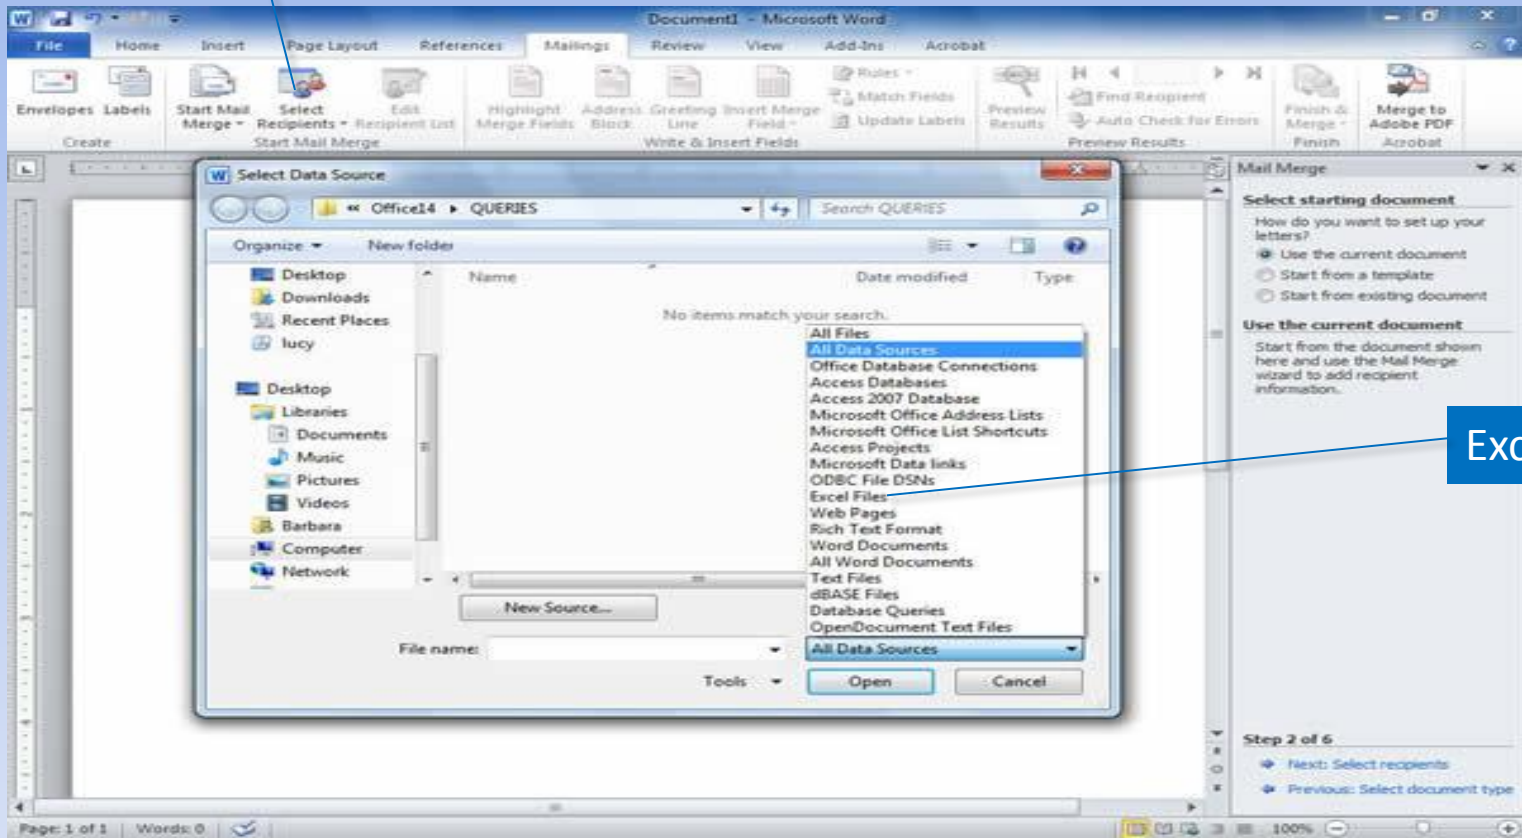 Document1 - Microsoft Word
File Home Insert Page Layout References Mailings Review View Add-Ins Acrobat
Envelopes Labels
Create
Start Mail Merge
Select Recipients
Edit Recipient List
Start Mail Merge
Highlight Merge Fields
Address Block
Greeting Line
Insert Merge Field
Rules
Match Fields
Update Labels
Write & Insert Fields
Preview Results
Find Recipient
Auto Check for Errors
Preview Results
Finish & Merge
Finish
Merge to Adobe PDF
Acrobat
Select Data Source
« Office14 QUERIES
Search QUERIES
Organize New folder
Desktop
Downloads
Recent Places
lucy
Desktop
Libraries
Documents
Music
Pictures
Videos
Barbara
Computer
Network
Name Date modified Type
No items match your search.
All Files
All Data Sources
Office Database Connections
Access Databases
Access 2007 Database
Microsoft Office Address Lists
Microsoft Office List Shortcuts
Access Projects
Microsoft Data links
ODBC File DSNs
Excel Files
Web Pages
Rich Text Format
Word Documents
All Word Documents
Text Files
dBASE Files
Database Queries
OpenDocument Text Files
New Source...
File name: All Data Sources
Tools Open Cancel
Mail Merge
Select starting document
How do you want to set up your
letters?
Use the current document
Start from a template
Start from existing document
Use the current document
Start from the document shown
here and use the Mail Merge
wizard to add recipient
information.
Step 2 of 6
Next: Select recipients
Previous: Select document type
Page: 1 of 1 Words: 0 100%